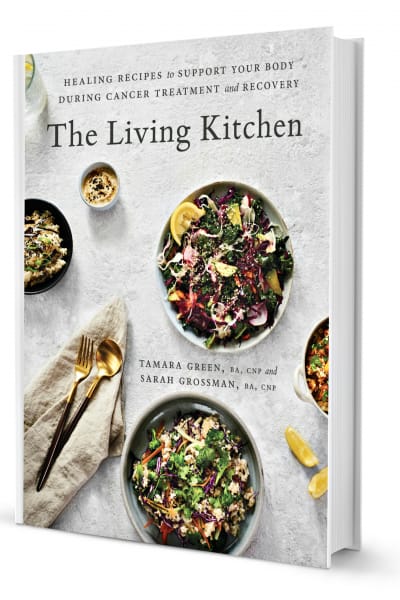 HEALING RECIPES to SUPPORT YOUR BODY
DURING CANCER TREATMENT and RECOVERY
The Living Kitchen
TAMARA GREEN, BA, CNP and
SARAH GROSSMAN, BA, CNP